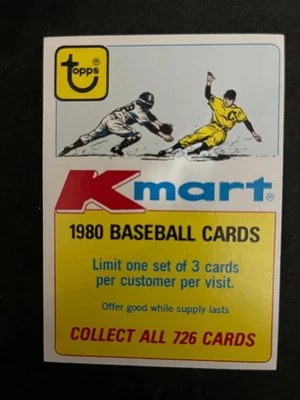 topps
Kmart®
1980 BASEBALL CARDS
Limit one set of 3 cards
per customer per visit.
Offer good while supply lasts
COLLECT ALL 726 CARDS